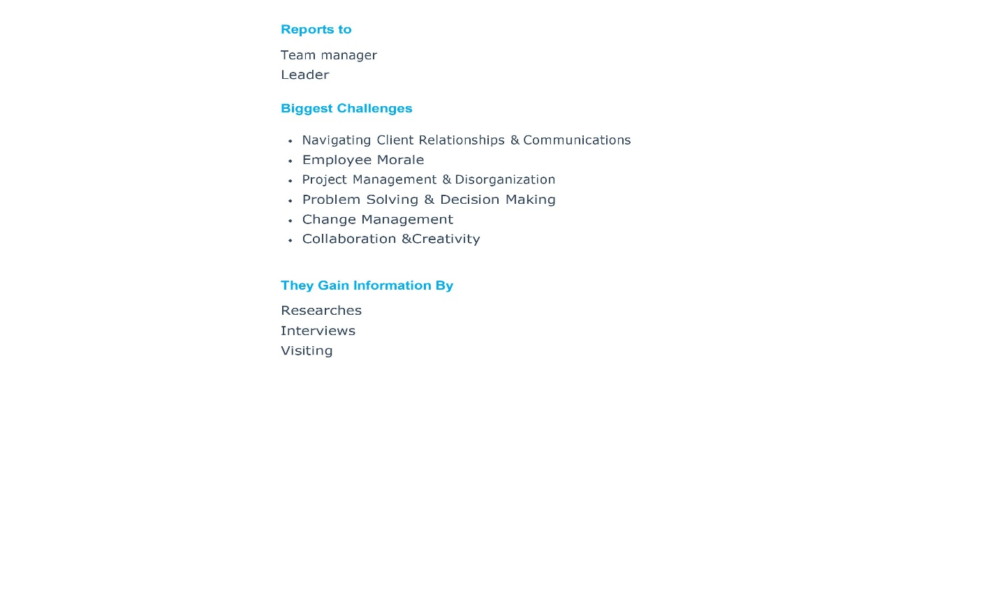 Reports to
Team manager
Leader
Biggest Challenges
• Navigating Client Relationships & Communications
• Employee Morale
• Project Management & Disorganization
• Problem Solving & Decision Making
• Change Management
• Collaboration &Creativity
They Gain Information By
Researches
Interviews
Visiting